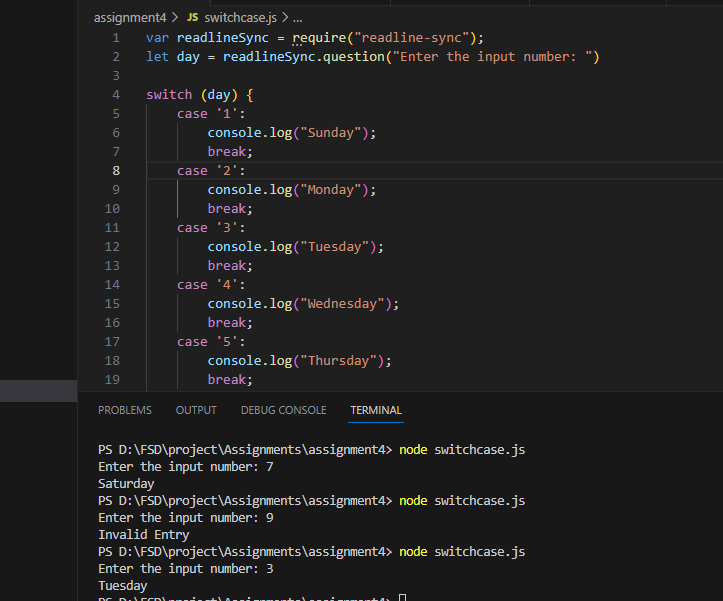 assignment4 > JS switchcase.js > ...
1 var readlineSync = require("readline-sync");
2 let day = readlineSync.question("Enter the input number: ")
3
4 switch (day) {
5 case '1':
6 console.log("Sunday");
7 break;
8 case '2':
9 console.log("Monday");
10 break;
11 case '3':
12 console.log("Tuesday");
13 break;
14 case '4':
15 console.log("Wednesday");
16 break;
17 case '5':
18 console.log("Thursday");
19 break;
PROBLEMS OUTPUT DEBUG CONSOLE TERMINAL
PS D:\FSD\project\Assignments\assignment4> node switchcase.js
Enter the input number: 7
Saturday
PS D:\FSD\project\Assignments\assignment4> node switchcase.js
Enter the input number: 9
Invalid Entry
PS D:\FSD\project\Assignments\assignment4> node switchcase.js
Enter the input number: 3
Tuesday
PS D:\FSD\project\Assignments\assignment4>